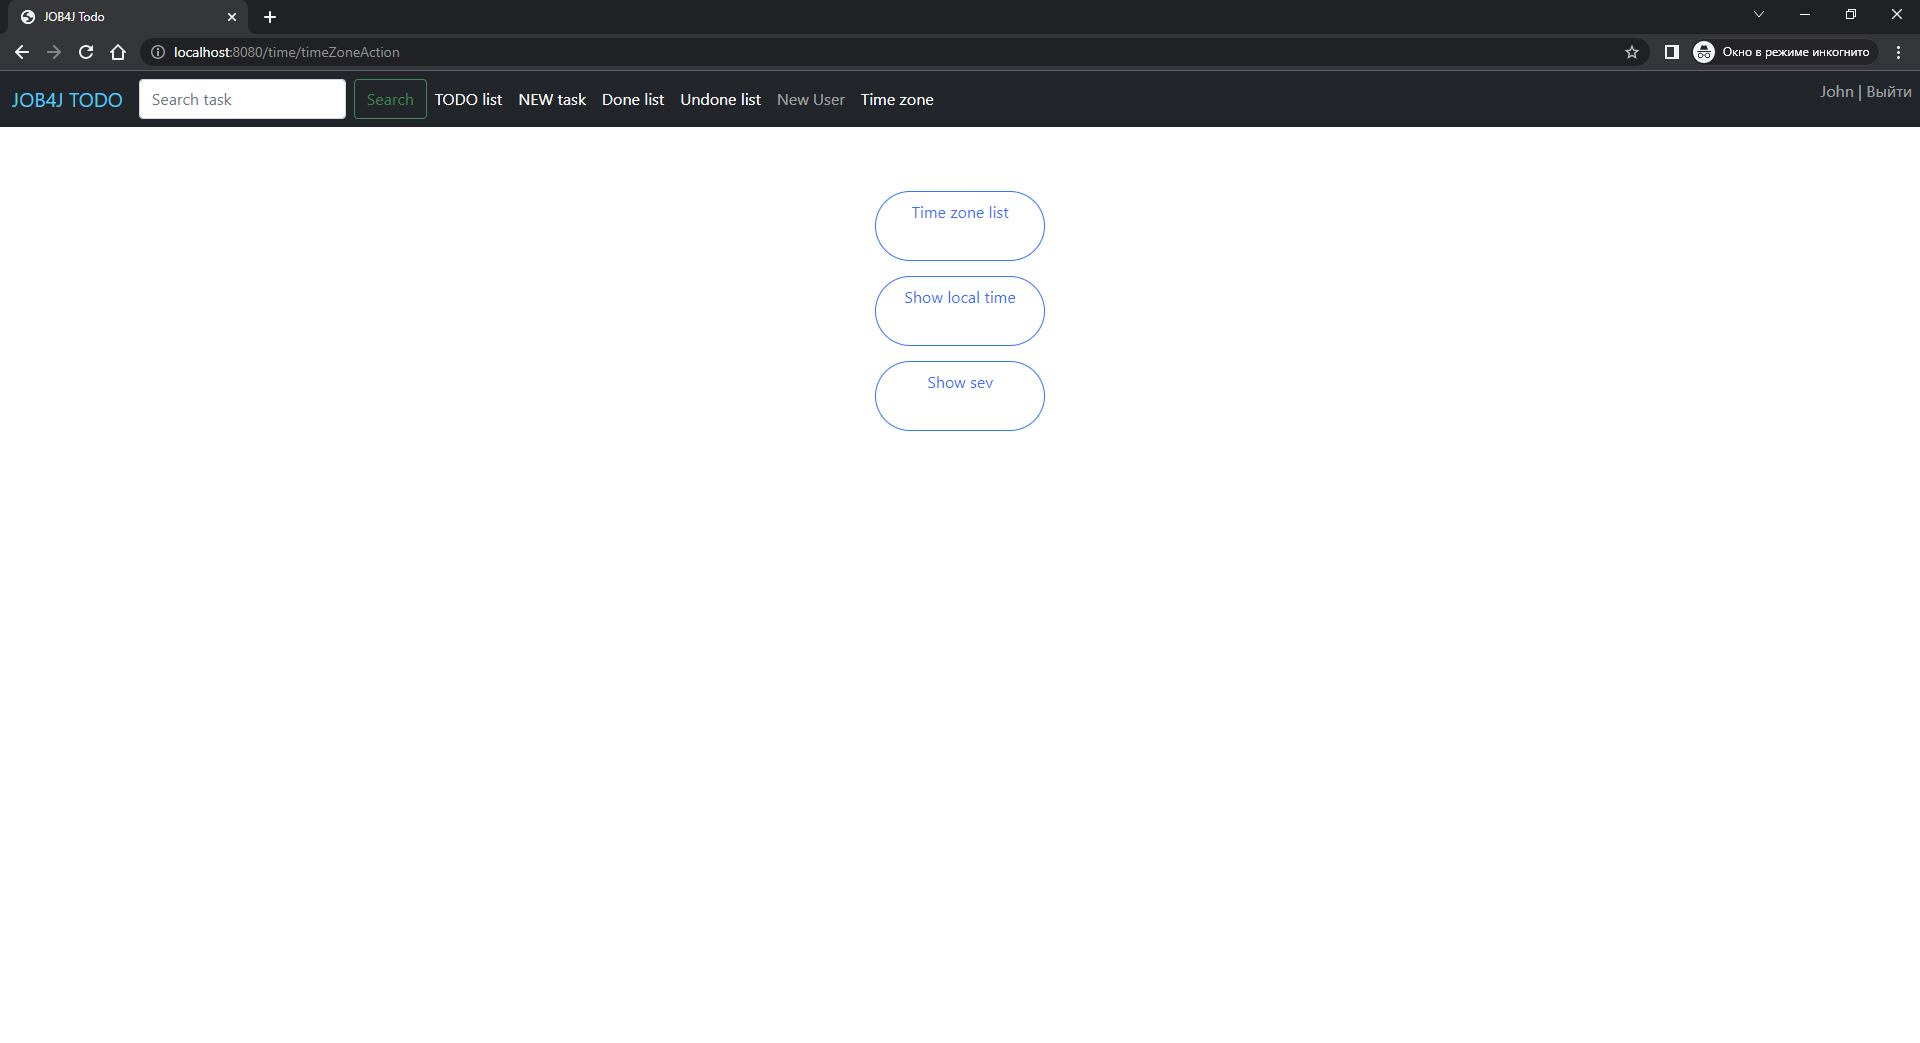 JOB4J Todo
localhost:8080/time/timeZoneAction
Окно в режиме инкогнито
JOB4J TODO Search task Search TODO list NEW task Done list Undone list New User Time zone John | Выйти
Time zone list
Show local time
Show sev